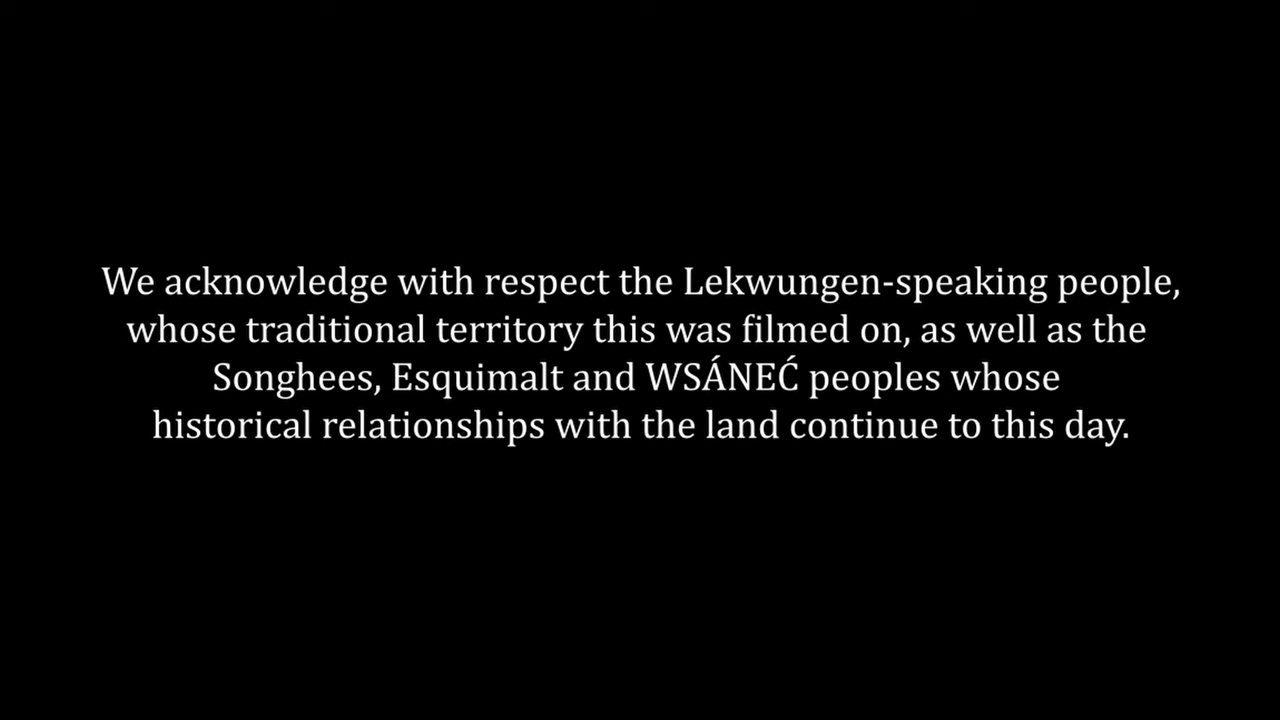 We acknowledge with respect the Lekwungen-speaking people,
whose traditional territory this was filmed on, as well as the
Songhees, Esquimalt and WSÁNEĆ peoples whose
historical relationships with the land continue to this day.